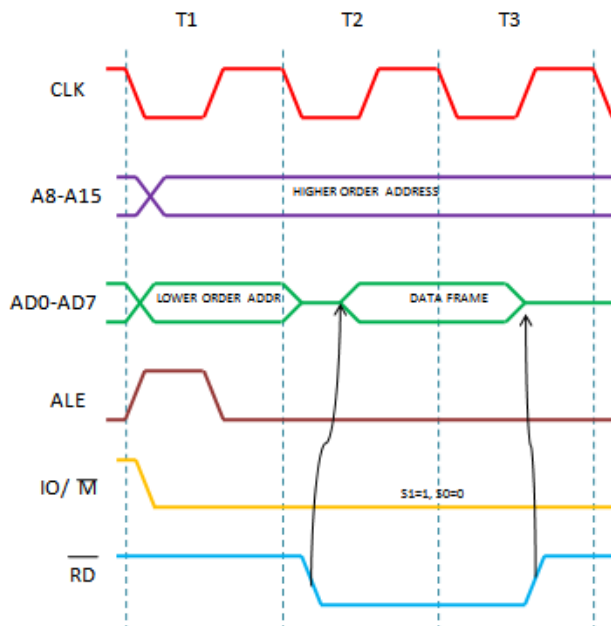 T1 T2 T3
CLK
A8-A15
HIGHER ORDER ADDRESS
AD0-AD7
LOWER ORDER ADDR
DATA FRAME
ALE
IO/ M̅
S1=1, S0=0
R̅D̅